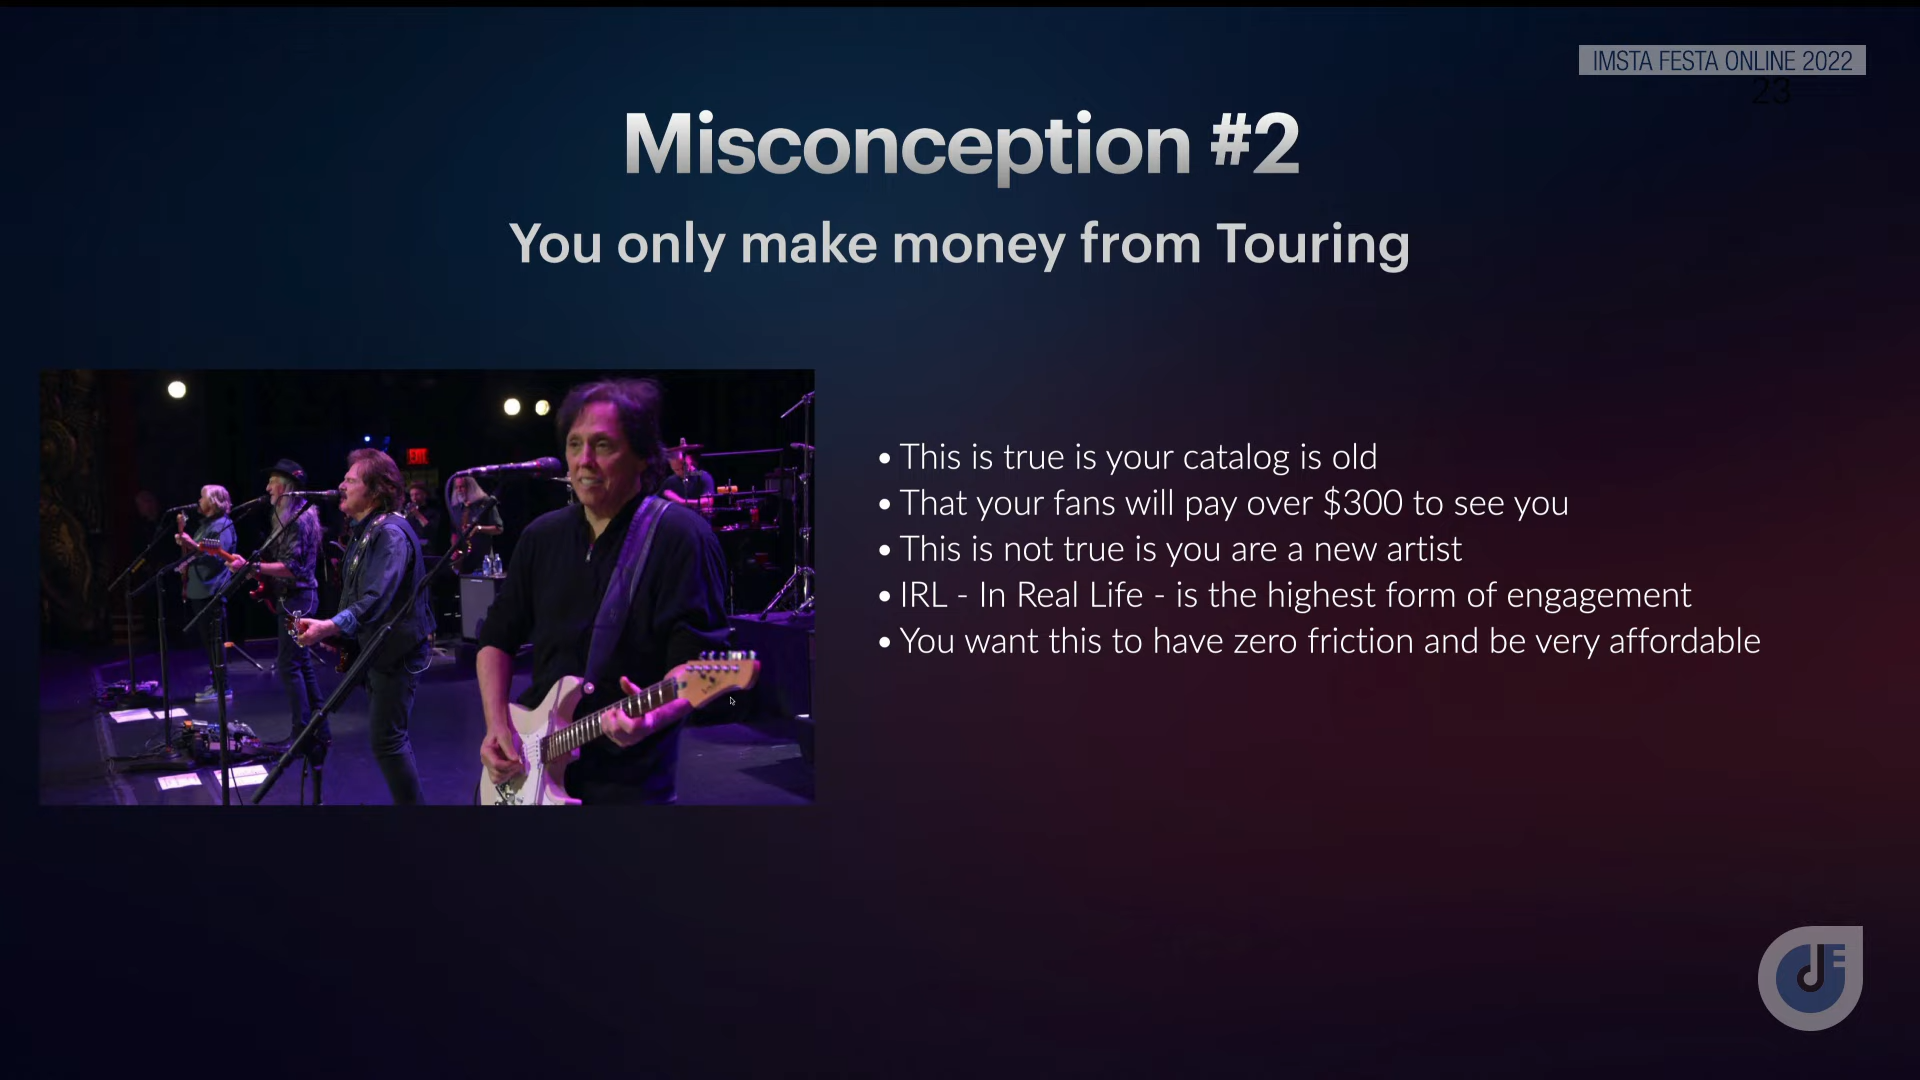 IMSTA FESTA ONLINE 2022
23
Misconception #2
You only make money from Touring
EXIT
• This is true is your catalog is old
• That your fans will pay over $300 to see you
• This is not true is you are a new artist
• IRL - In Real Life - is the highest form of engagement
• You want this to have zero friction and be very affordable